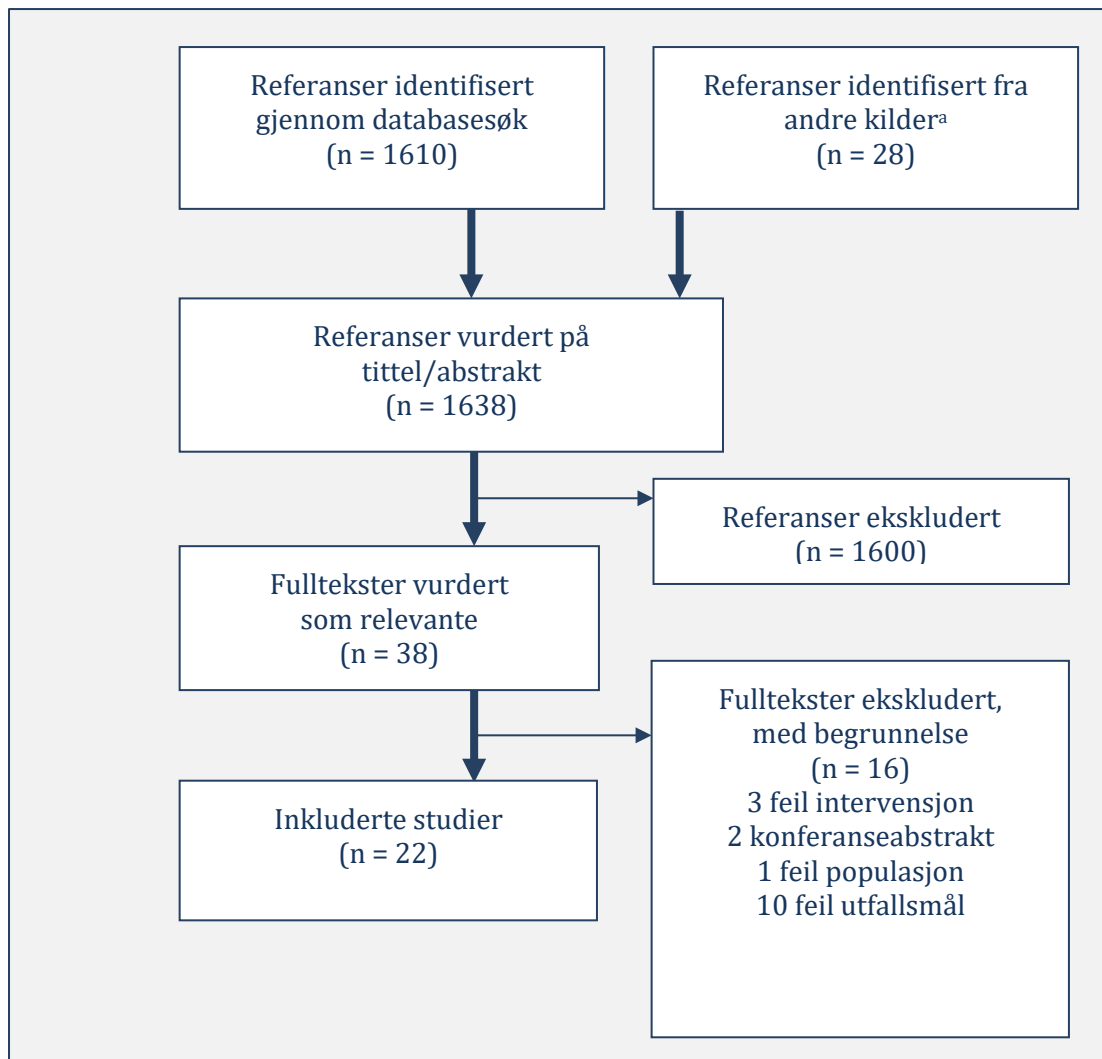 Referanser identifisert
gjennom databasesøk
(n = 1610)
Referanser identifisert fra
andre kilderᵃ
(n = 28)
Referanser vurdert på
tittel/abstrakt
(n = 1638)
Referanser ekskludert
(n = 1600)
Fulltekster vurdert
som relevante
(n = 38)
Fulltekster ekskludert,
med begrunnelse
(n = 16)
3 feil intervensjon
2 konferanseabstrakt
1 feil populasjon
10 feil utfallsmål
Inkluderte studier
(n = 22)